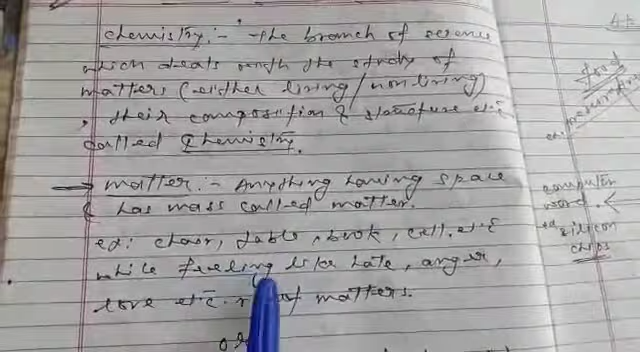 Chemistry :- The branch of science
which deals with the study of
matters (either living/nonliving)
, their composition & structure etc
called Chemistry.
→ matter :- Anything having space
& has mass called matter.
ex: chair, table, book, cell, etc
while feeling like hate, anger,
love etc. of matters.
food
computer
silicon
chips